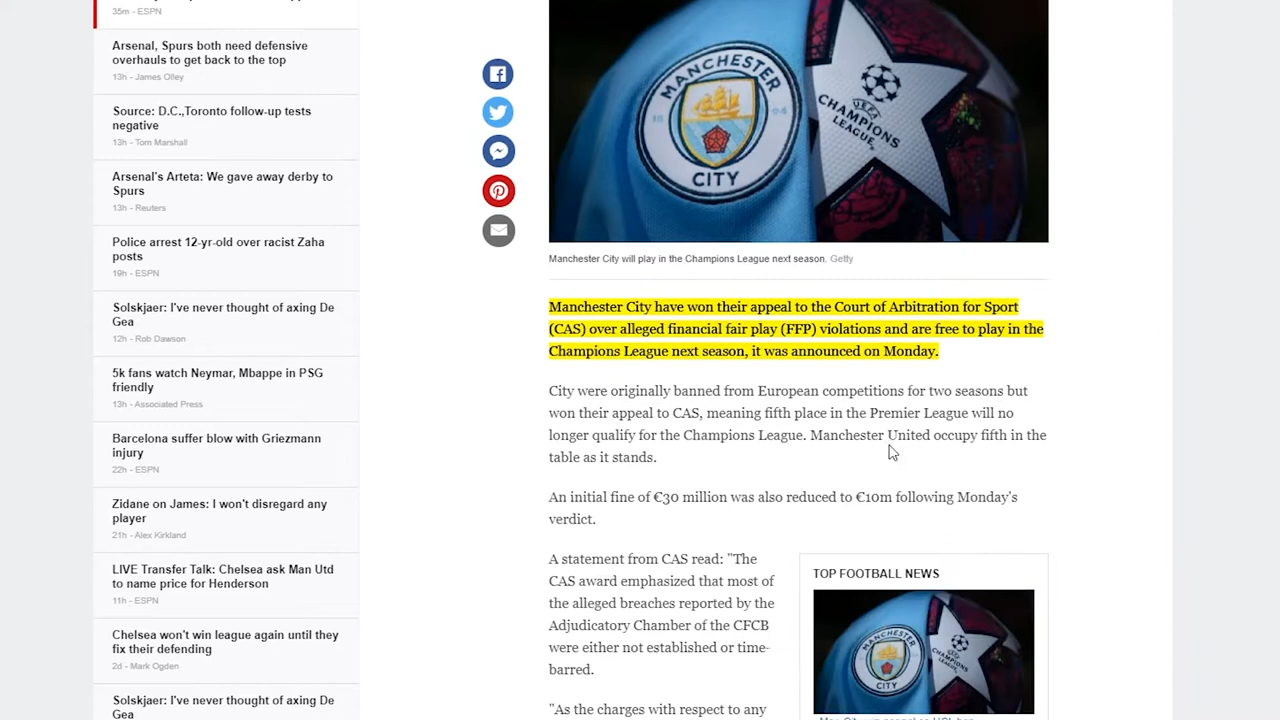 35m - ESPN
Arsenal, Spurs both need defensive
overhauls to get back to the top
13h - James Olley
Source: D.C.,Toronto follow-up tests
negative
13h - Tom Marshall
Arsenal's Arteta: We gave away derby to
Spurs
13h - Reuters
Police arrest 12-yr-old over racist Zaha
posts
19h - ESPN
Solskjaer: I've never thought of axing De
Gea
12h - Rob Dawson
5k fans watch Neymar, Mbappe in PSG
friendly
13h - Associated Press
Barcelona suffer blow with Griezmann
injury
22h - ESPN
Zidane on James: I won't disregard any
player
21h - Alex Kirkland
LIVE Transfer Talk: Chelsea ask Man Utd
to name price for Henderson
11h - ESPN
Chelsea won't win league again until they
fix their defending
2d - Mark Ogden
Solskjaer: I've never thought of axing De
Gea
MANCHESTER
18 94
CITY
CHAMPIONS
LEAGUE
Manchester City will play in the Champions League next season. Getty
Manchester City have won their appeal to the Court of Arbitration for Sport
(CAS) over alleged financial fair play (FFP) violations and are free to play in the
Champions League next season, it was announced on Monday.
City were originally banned from European competitions for two seasons but
won their appeal to CAS, meaning fifth place in the Premier League will no
longer qualify for the Champions League. Manchester United occupy fifth in the
table as it stands.
An initial fine of €30 million was also reduced to €10m following Monday's
verdict.
A statement from CAS read: "The
CAS award emphasized that most of
the alleged breaches reported by the
Adjudicatory Chamber of the CFCB
were either not established or time-
barred.
"As the charges with respect to any
TOP FOOTBALL NEWS
MANCHESTER
CITY
CHAMPIONS
LEAGUE